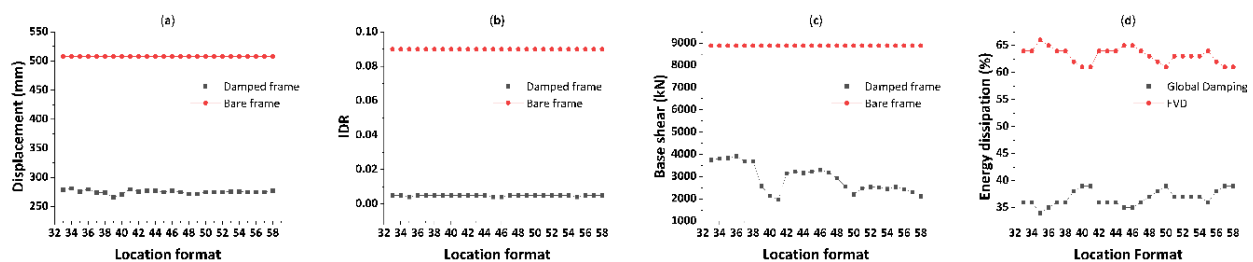 (a)
550
500
450
400
350
300
250
Displacement (mm)
Damped frame
Bare frame
32 34 36 38 40 42 44 46 48 50 52 54 56 58
Location format
(b)
0.10
0.08
0.06
0.04
0.02
0.00
IDR
Damped frame
Bare frame
32 34 36 38 40 42 44 46 48 50 52 54 56 58
Location format
(c)
9000
8000
7000
6000
5000
4000
3000
2000
1000
Base shear (kN)
Damped frame
Bare frame
32 34 36 38 40 42 44 46 48 50 52 54 56 58
Location format
(d)
65
60
55
50
45
40
35
Energy dissipation (%)
Global Damping
FVD
32 34 36 38 40 42 44 46 48 50 52 54 56 58
Location Format